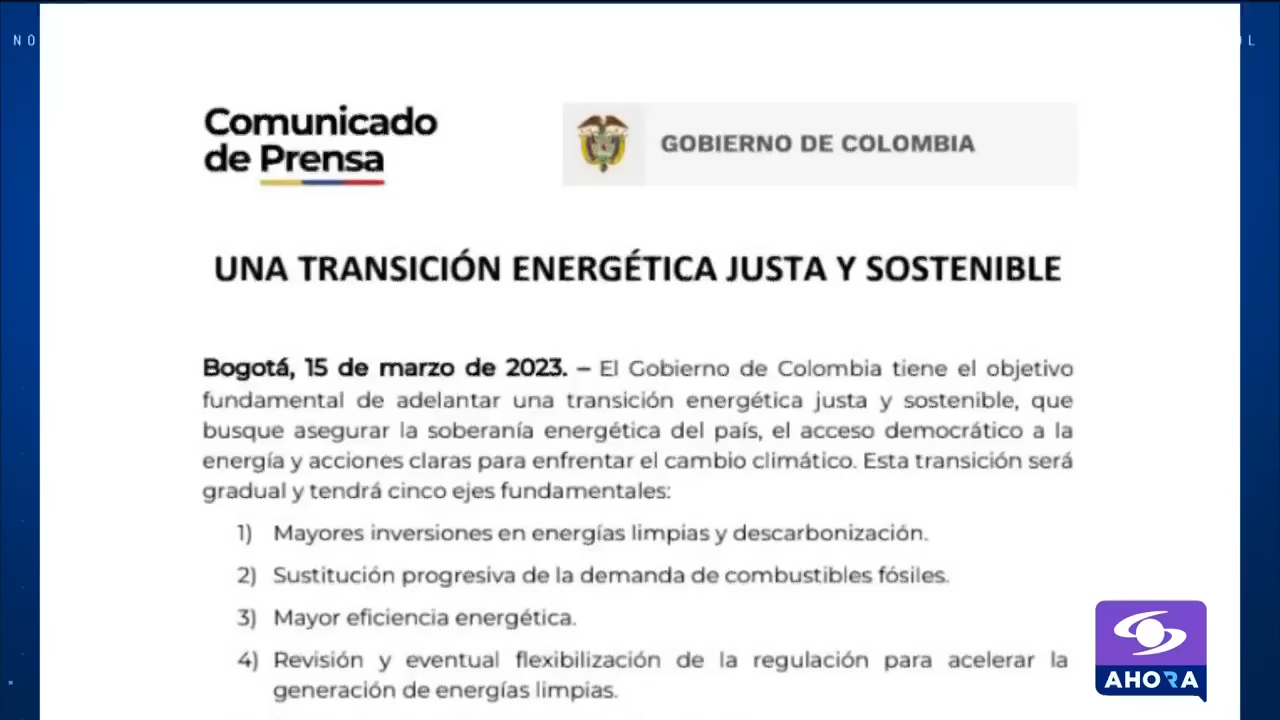 Comunicado
de Prensa
GOBIERNO DE COLOMBIA
UNA TRANSICIÓN ENERGÉTICA JUSTA Y SOSTENIBLE
Bogotá, 15 de marzo de 2023. – El Gobierno de Colombia tiene el objetivo
fundamental de adelantar una transición energética justa y sostenible, que
busque asegurar la soberanía energética del país, el acceso democrático a la
energía y acciones claras para enfrentar el cambio climático. Esta transición será
gradual y tendrá cinco ejes fundamentales:
1) Mayores inversiones en energías limpias y descarbonización.
2) Sustitución progresiva de la demanda de combustibles fósiles.
3) Mayor eficiencia energética.
4) Revisión y eventual flexibilización de la regulación para acelerar la
generación de energías limpias.
AHORA